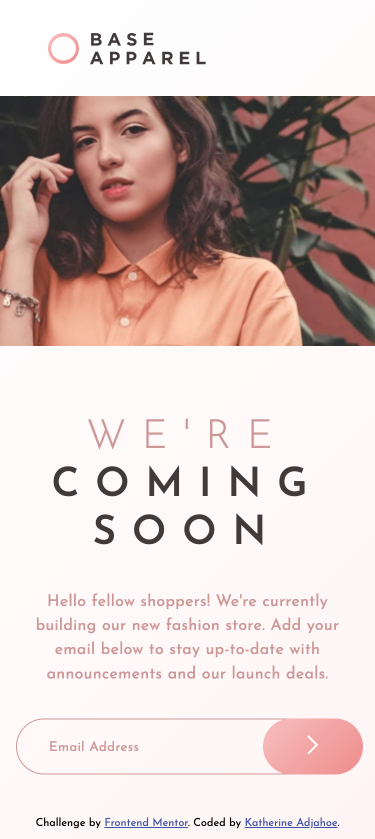 BASE
APPAREL
WE'RE
COMING
SOON
Hello fellow shoppers! We're currently
building our new fashion store. Add your
email below to stay up-to-date with
announcements and our launch deals.
Email Address
Challenge by Frontend Mentor. Coded by Katherine Adjahoe.